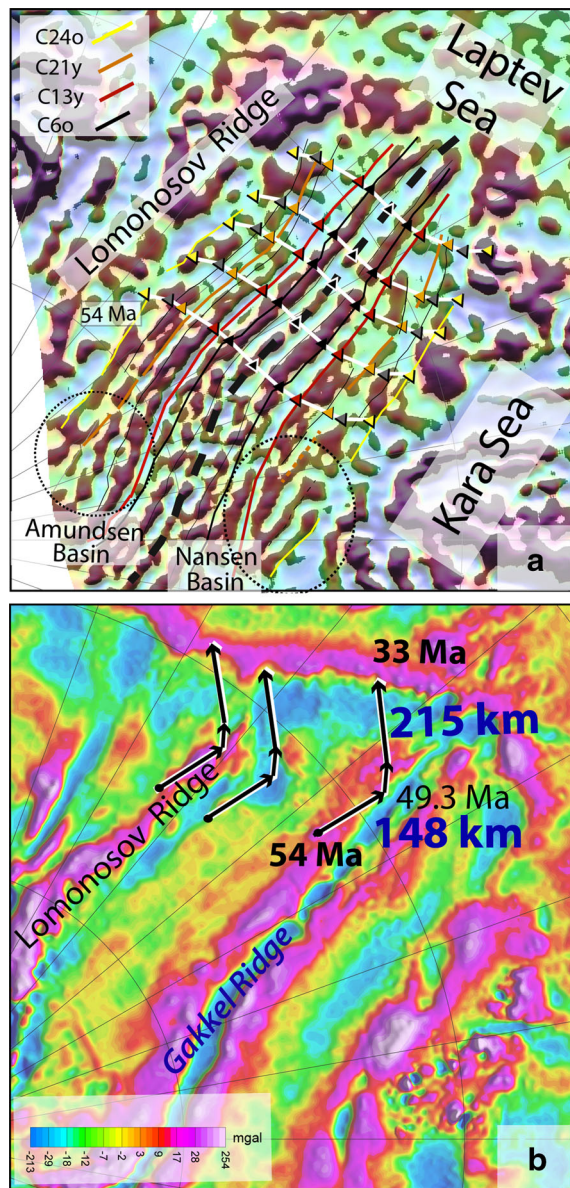 C24o
C21y
C13y
C6o
Laptev
Sea
Lomonosov Ridge
54 Ma
Kara Sea
Amundsen
Basin
Nansen
Basin
a
33 Ma
215 km
49.3 Ma
148 km
54 Ma
Lomonosov Ridge
Gakkel Ridge
mgal
-213 -29 -18 -12 -7 -2 3 9 17 28 254
b